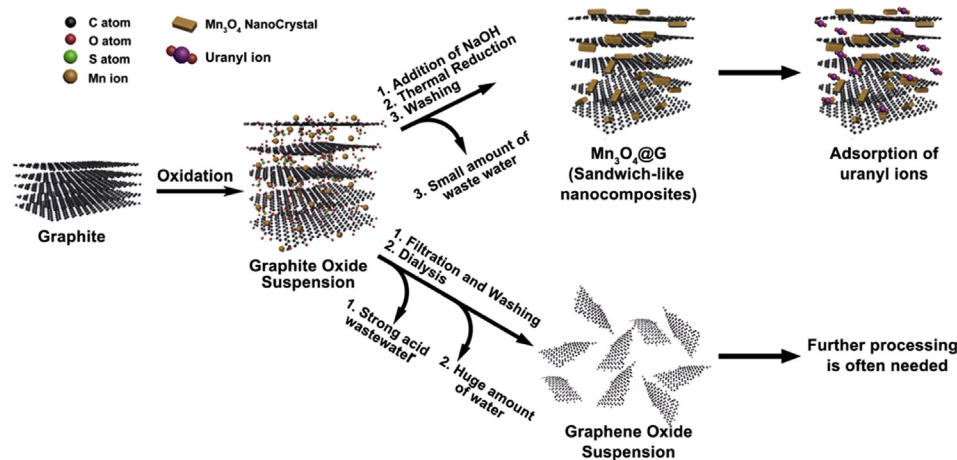 C atom
O atom
S atom
Mn ion
Mn₃O₄ NanoCrystal
Uranyl ion
Graphite
Oxidation
Graphite Oxide
Suspension
1. Addition of NaOH
2. Thermal Reduction
3. Washing
3. Small amount of
waste water
Mn₃O₄@G
(Sandwich-like
nanocomposites)
Adsorption of
uranyl ions
1. Filtration and Washing
2. Dialysis
1. Strong acid
wastewater
2. Huge amount
of water
Graphene Oxide
Suspension
Further processing
is often needed